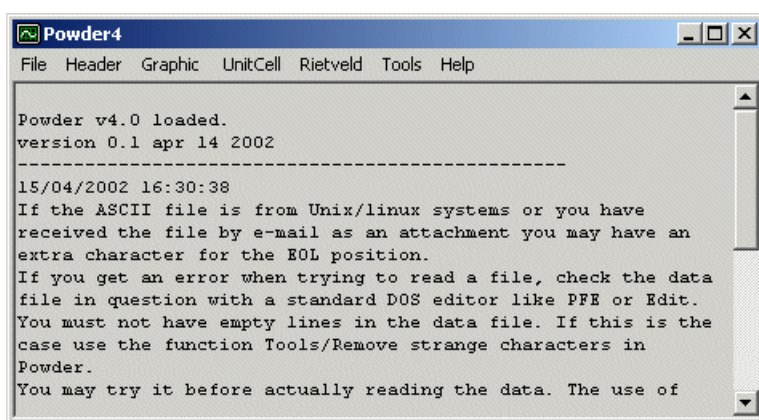 Powder4
File Header Graphic UnitCell Rietveld Tools Help
Powder v4.0 loaded.
version 0.1 apr 14 2002
-------------------------------------------------
15/04/2002 16:30:38
If the ASCII file is from Unix/linux systems or you have
received the file by e-mail as an attachment you may have an
extra character for the EOL position.
If you get an error when trying to read a file, check the data
file in question with a standard DOS editor like PFE or Edit.
You must not have empty lines in the data file. If this is the
case use the function Tools/Remove strange characters in
Powder.
You may try it before actually reading the data. The use of